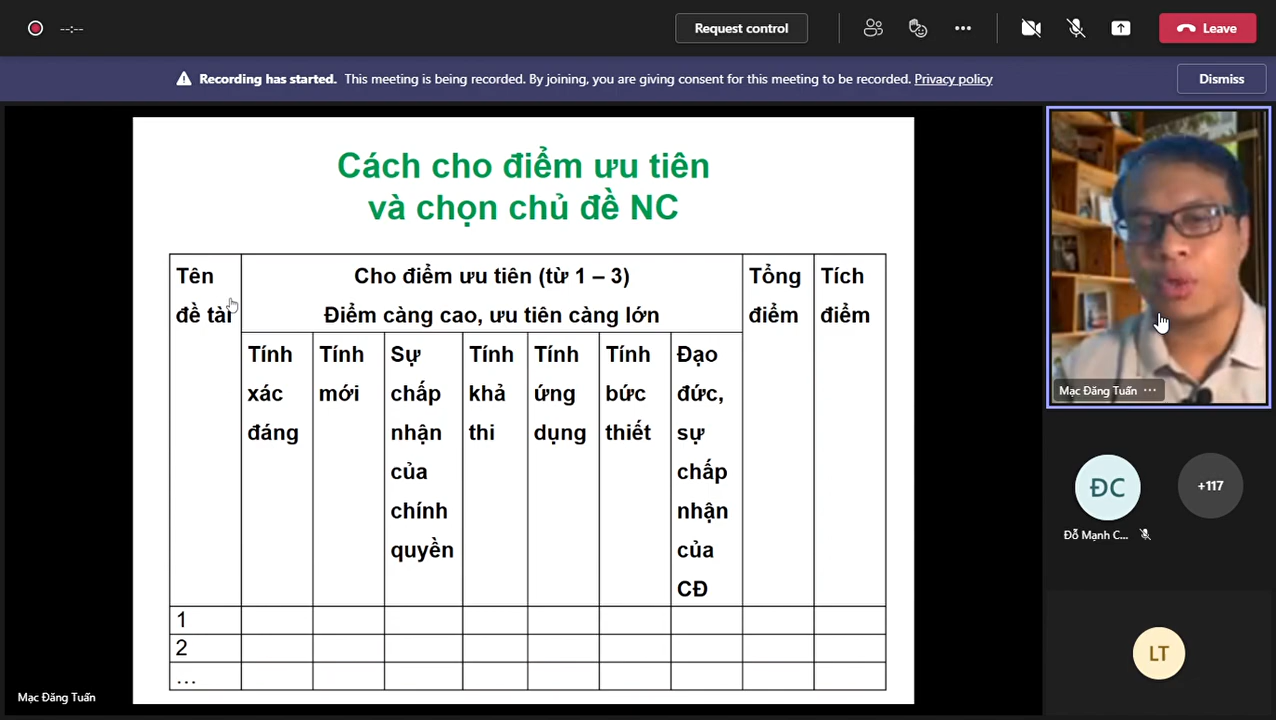 --:--
Request control
Leave
Recording has started. This meeting is being recorded. By joining, you are giving consent for this meeting to be recorded. Privacy policy
Dismiss
Cách cho điểm ưu tiên
và chọn chủ đề NC
Tên
đề tài
Cho điểm ưu tiên (từ 1 – 3)
Điểm càng cao, ưu tiên càng lớn
Tổng
điểm
Tích
điểm
Tính
xác
đáng
Tính
mới
Sự
chấp
nhận
của
chính
quyền
Tính
khả
thi
Tính
ứng
dụng
Tính
bức
thiết
Đạo
đức,
sự
chấp
nhận
của
CĐ
1
2
...
Mạc Đăng Tuấn
Mạc Đăng Tuấn ···
ĐC
Đỗ Mạnh C...
+117
LT